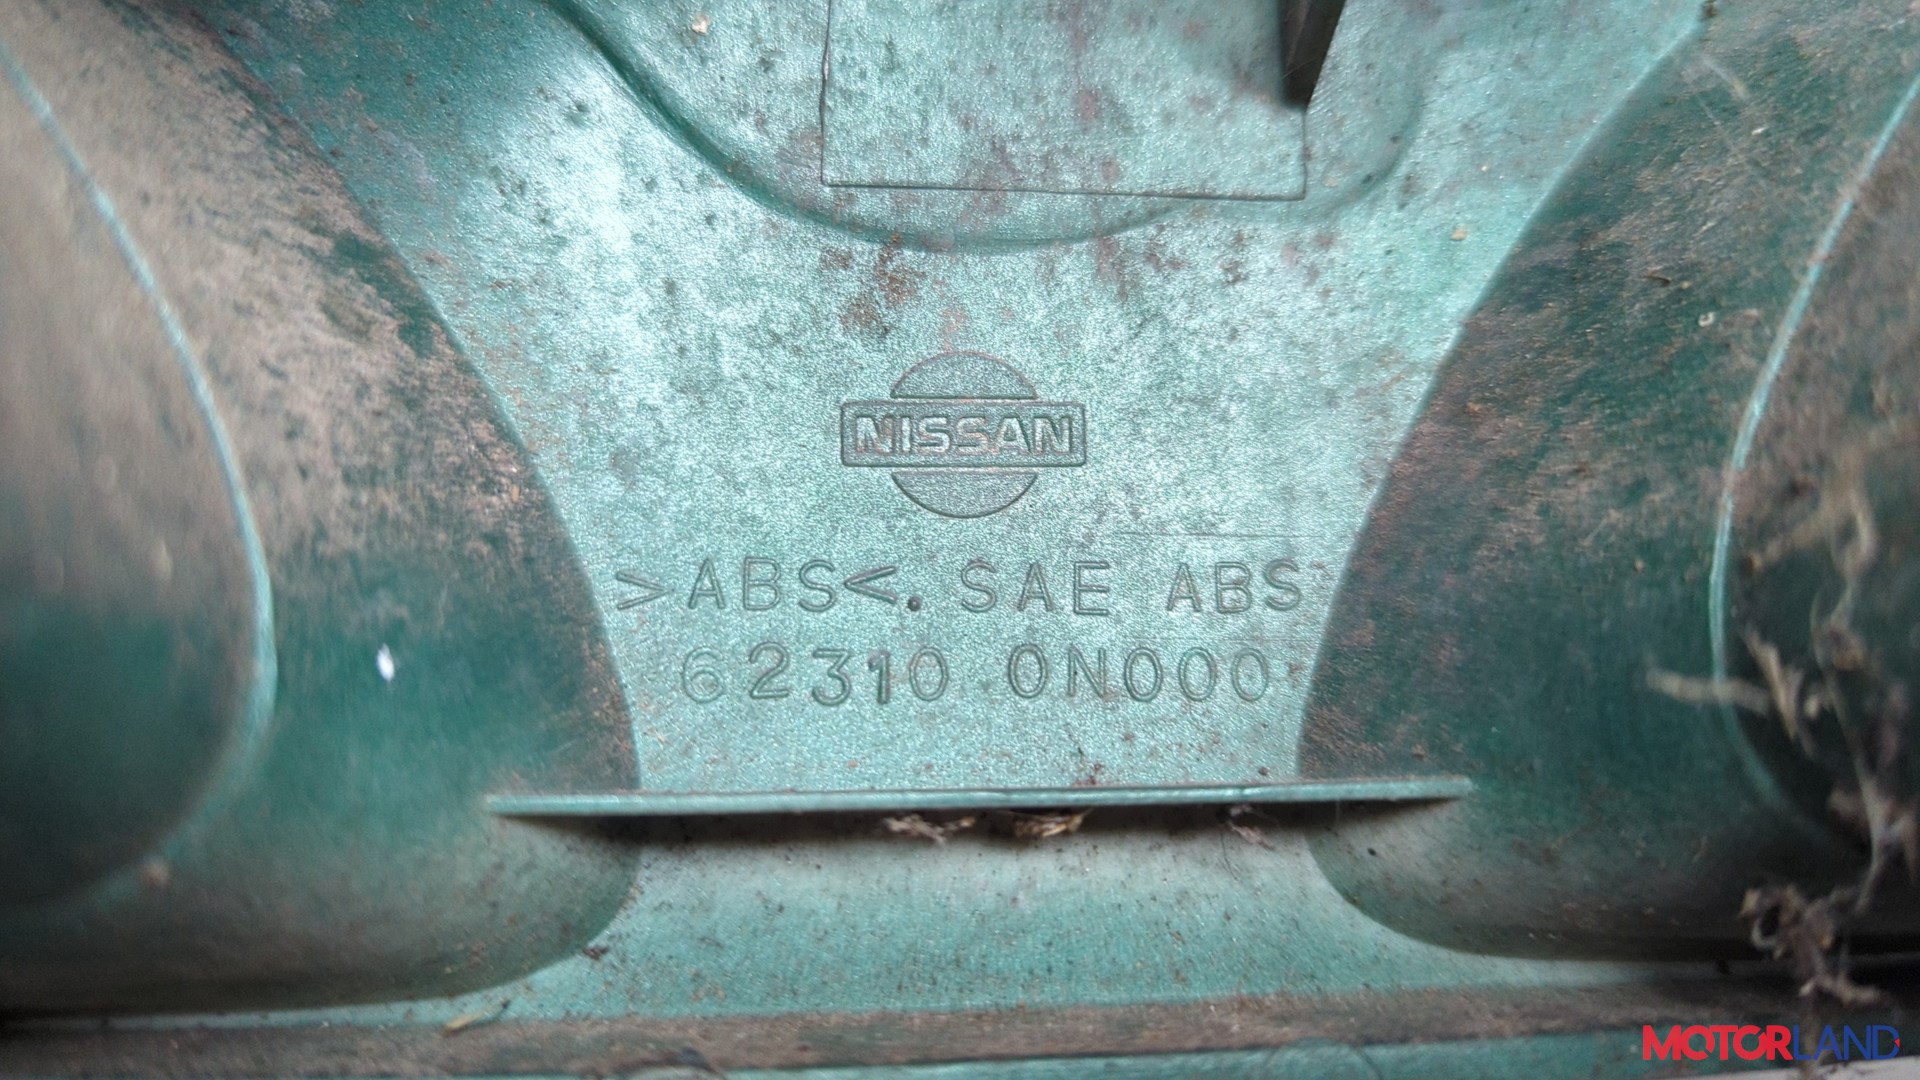 NISSAN
>ABS<. SAE ABS
62310 0N000
MOTORLAND